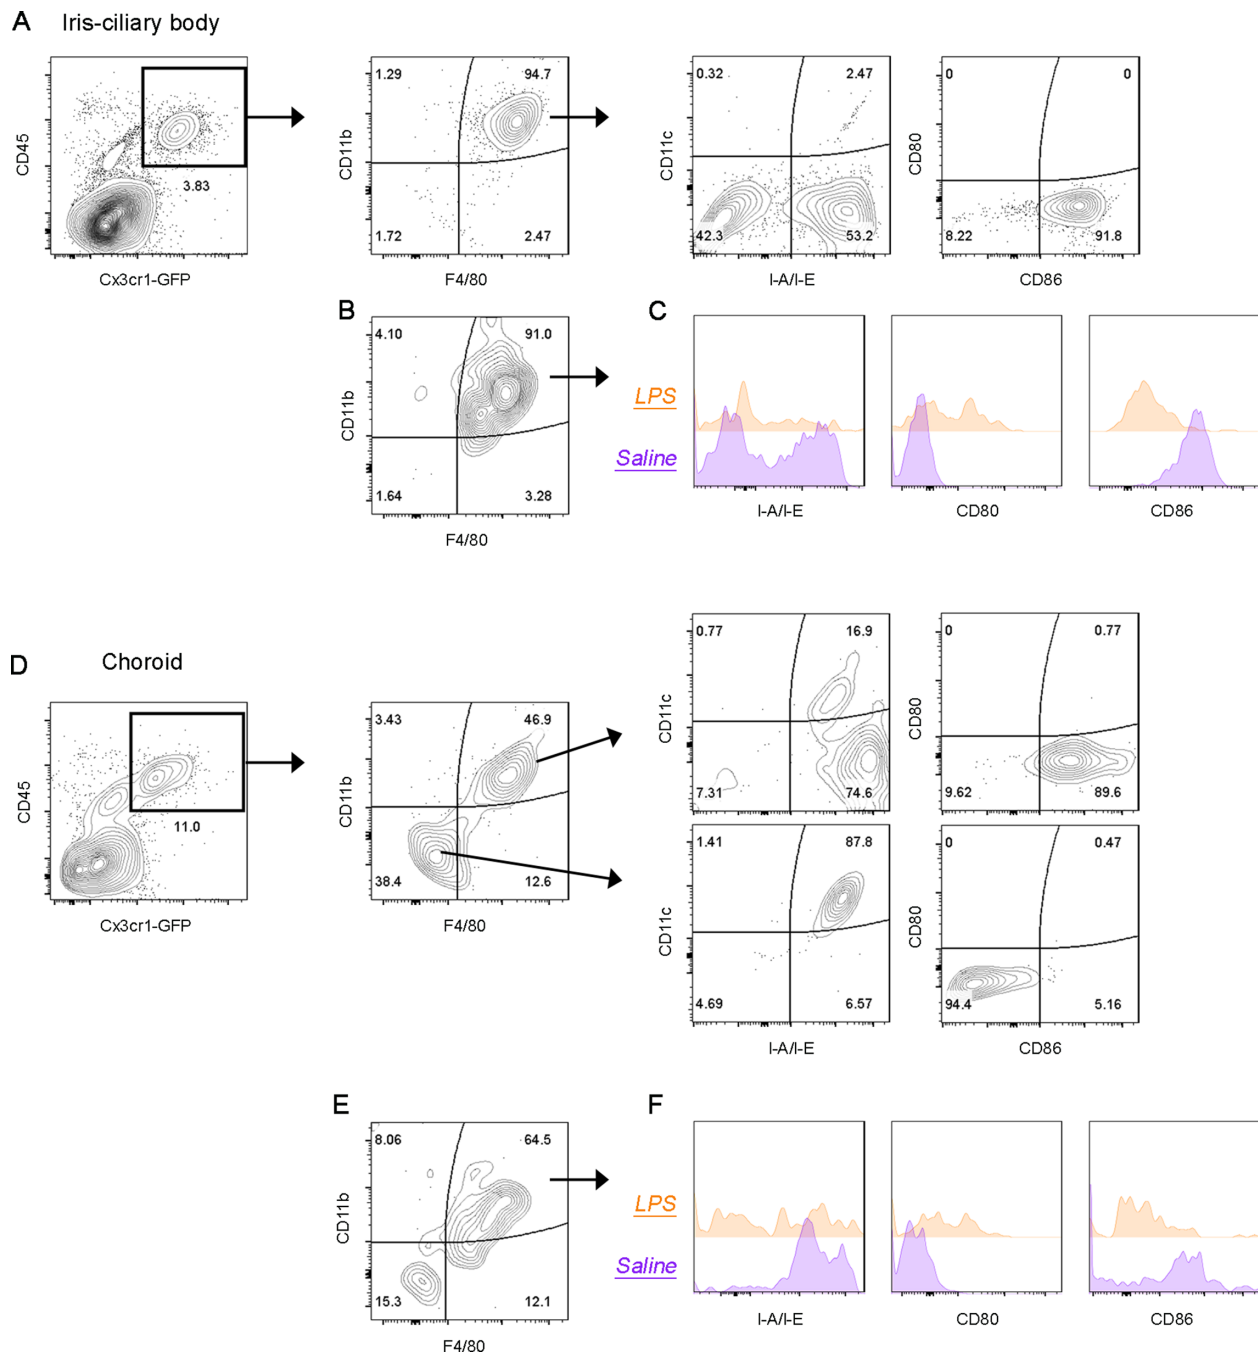 A Iris-ciliary body
CD45
3.83
Cx3cr1-GFP
CD11b
1.29 94.7
1.72 2.47
F4/80
CD11c
0.32 2.47
42.3 53.2
I-A/I-E
CD80
0 0
8.22 91.8
CD86
B
CD11b
4.10 91.0
1.64 3.28
F4/80
C
LPS
Saline
I-A/I-E
CD80
CD86
D Choroid
CD45
11.0
Cx3cr1-GFP
CD11b
3.43 46.9
38.4 12.6
F4/80
CD11c
0.77 16.9
7.31 74.6
CD80
0 0.77
9.62 89.6
CD11c
1.41 87.8
4.69 6.57
I-A/I-E
CD80
0 0.47
94.4 5.16
CD86
E
CD11b
8.06 64.5
15.3 12.1
F4/80
F
LPS
Saline
I-A/I-E
CD80
CD86